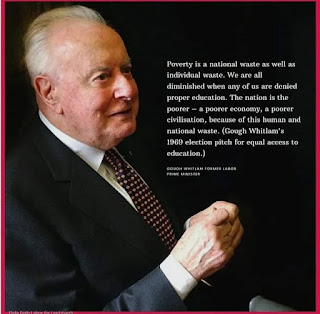 Poverty is a national waste as well as
individual waste. We are all
diminished when any of us are denied
proper education. The nation is the
poorer – a poorer economy, a poorer
civilisation, because of this human and
national waste. (Gough Whitlam's
1969 election pitch for equal access to
education.)
GOUGH WHITLAM FORMER LABOR
PRIME MINISTER